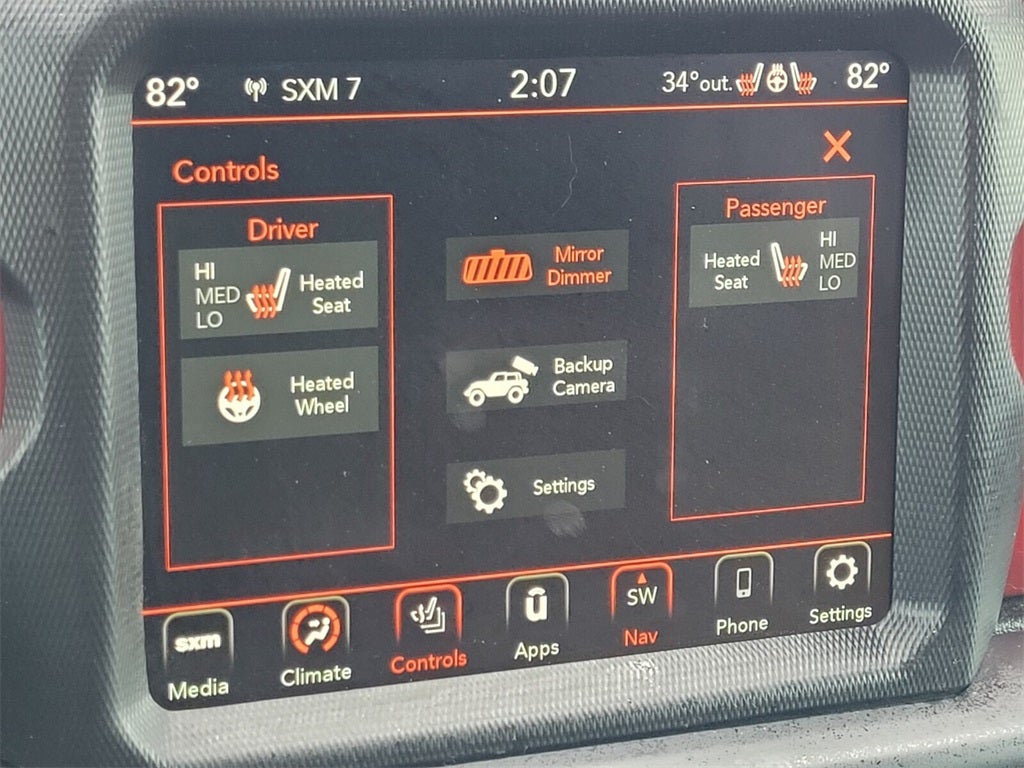 82° SXM 7 2:07 34° out. 82°
Controls
Driver
HI
MED
LO
Heated
Seat
Heated
Wheel
Mirror
Dimmer
Backup
Camera
Settings
Passenger
Heated
Seat
HI
MED
LO
sxm
Media
Climate
Controls
ū
Apps
SW
Nav
Phone
Settings